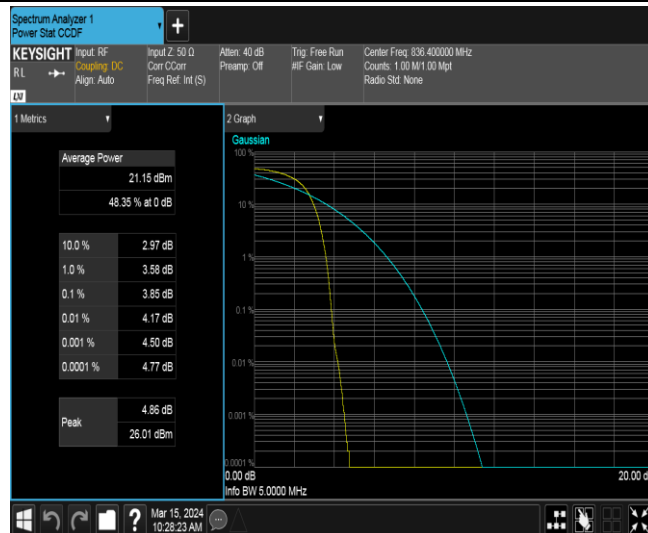 Spectrum Analyzer 1
Power Stat CCDF
KEYSIGHT
RL
LXI
Input: RF
Coupling: DC
Align: Auto
Input Z: 50 Ω
Corr CCorr
Freq Ref: Int (S)
Atten: 40 dB
Preamp: Off
Trig: Free Run
#IF Gain: Low
Center Freq: 836.400000 MHz
Counts: 1.00 M/1.00 Mpt
Radio Std: None
1 Metrics
Average Power
21.15 dBm
48.35 % at 0 dB
10.0 % 2.97 dB
1.0 % 3.58 dB
0.1 % 3.85 dB
0.01 % 4.17 dB
0.001 % 4.50 dB
0.0001 % 4.77 dB
Peak
4.86 dB
26.01 dBm
2 Graph
Gaussian
100 %
10 %
1 %
0.1 %
0.01 %
0.001 %
0.0001 %
0.00 dB
20.00 d
Info BW 5.0000 MHz
?
Mar 15, 2024
10:28:23 AM